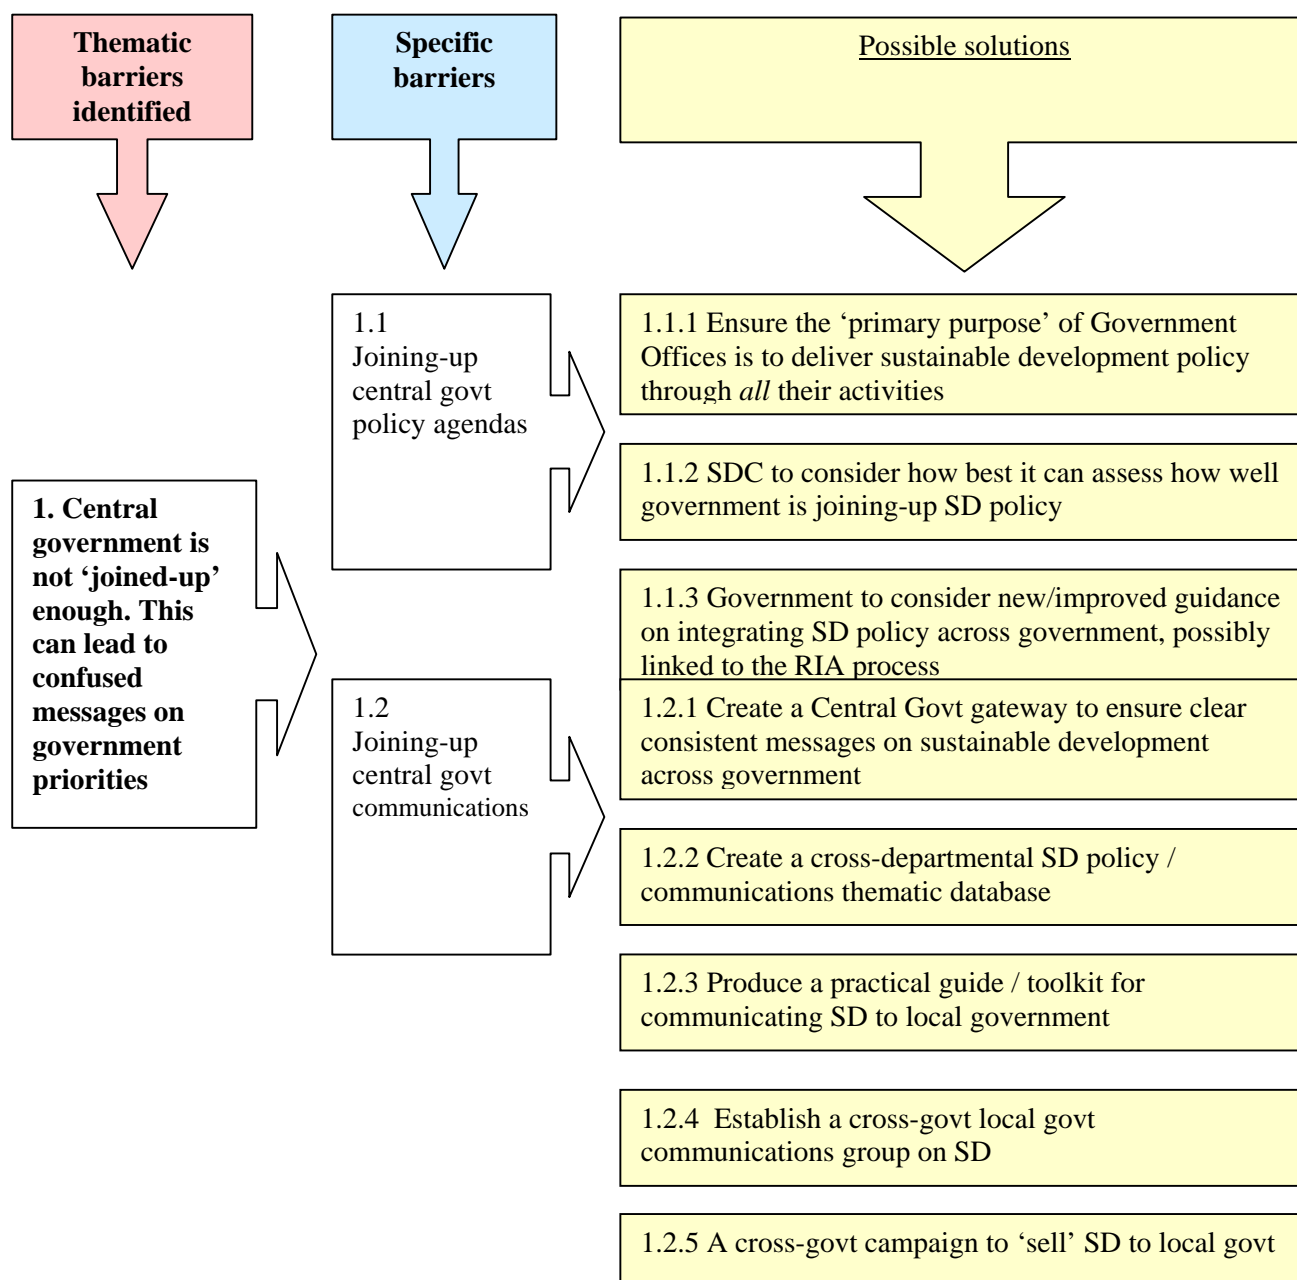 Thematic
barriers
identified
Specific
barriers
Possible solutions
1. Central
government is
not ‘joined-up’
enough. This
can lead to
confused
messages on
government
priorities
1.1
Joining-up
central govt
policy agendas
1.1.1 Ensure the ‘primary purpose’ of Government
Offices is to deliver sustainable development policy
through all their activities
1.1.2 SDC to consider how best it can assess how well
government is joining-up SD policy
1.1.3 Government to consider new/improved guidance
on integrating SD policy across government, possibly
linked to the RIA process
1.2
Joining-up
central govt
communications
1.2.1 Create a Central Govt gateway to ensure clear
consistent messages on sustainable development
across government
1.2.2 Create a cross-departmental SD policy /
communications thematic database
1.2.3 Produce a practical guide / toolkit for
communicating SD to local government
1.2.4  Establish a cross-govt local govt
communications group on SD
1.2.5 A cross-govt campaign to ‘sell’ SD to local govt